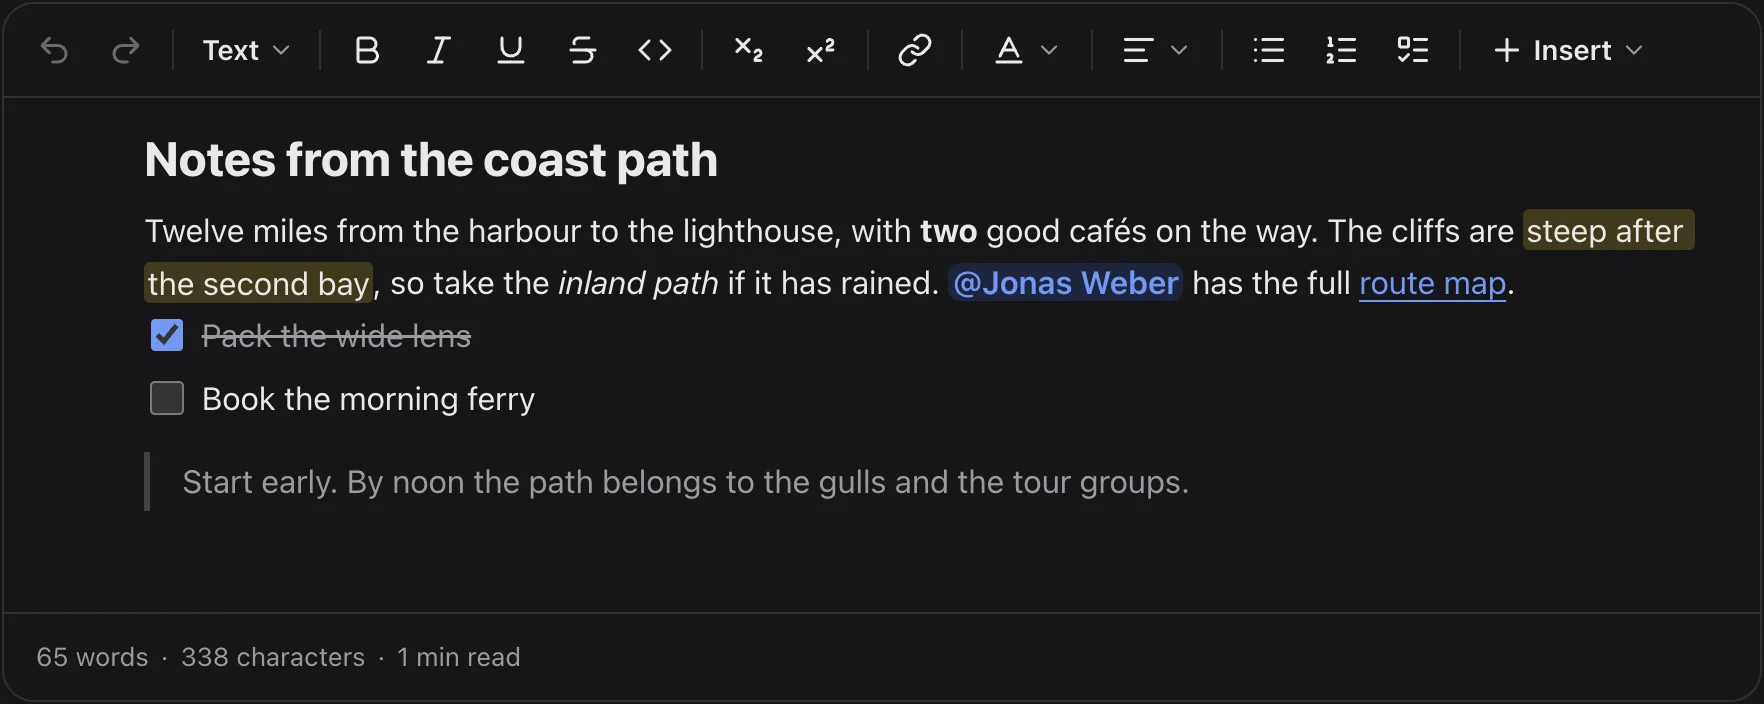 Text
B I U S <> x₂ x² A
+ Insert
Notes from the coast path
Twelve miles from the harbour to the lighthouse, with two good cafés on the way. The cliffs are steep after
the second bay, so take the inland path if it has rained. @Jonas Weber has the full route map.
Pack the wide lens
Book the morning ferry
Start early. By noon the path belongs to the gulls and the tour groups.
65 words · 338 characters · 1 min read